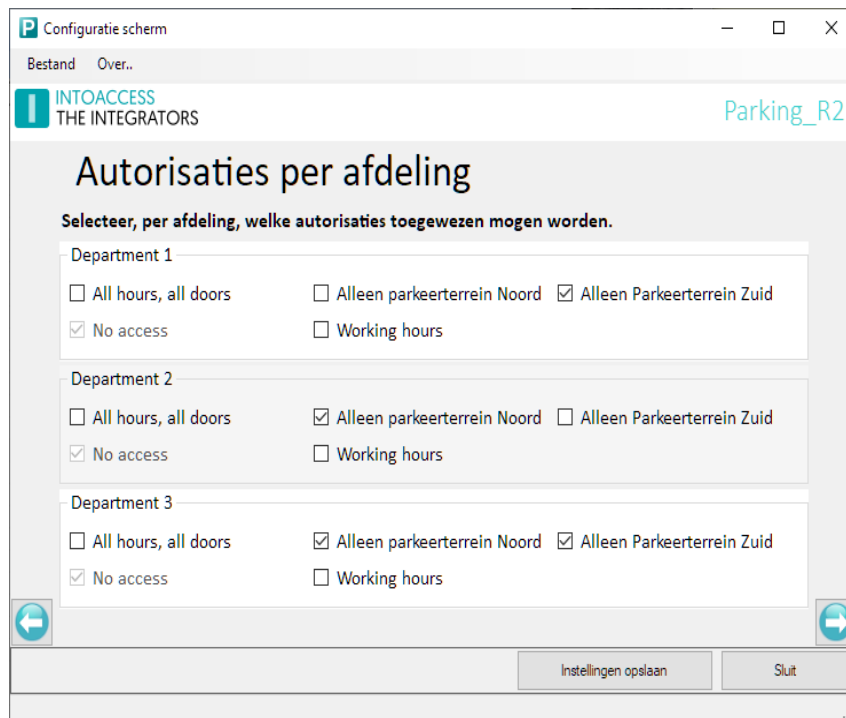 Configuratie scherm
Bestand Over..
INTOACCESS
THE INTEGRATORS
Parking_R2
Autorisaties per afdeling
Selecteer, per afdeling, welke autorisaties toegewezen mogen worden.
Department 1
All hours, all doors Alleen parkeerterrein Noord Alleen Parkeerterrein Zuid
No access Working hours
Department 2
All hours, all doors Alleen parkeerterrein Noord Alleen Parkeerterrein Zuid
No access Working hours
Department 3
All hours, all doors Alleen parkeerterrein Noord Alleen Parkeerterrein Zuid
No access Working hours
Instellingen opslaan Sluit